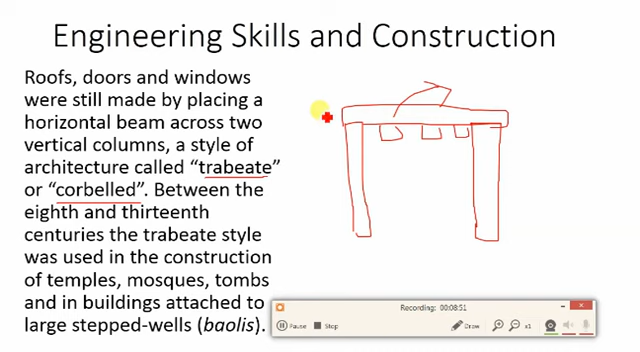 Engineering Skills and Construction
Roofs, doors and windows
were still made by placing a
horizontal beam across two
vertical columns, a style of
architecture called “trabeate”
or “corbelled”. Between the
eighth and thirteenth
centuries the trabeate style
was used in the construction
of temples, mosques, tombs
and in buildings attached to
large stepped-wells (baolis).
Recording: 00:08:51
Pause Stop Draw x1